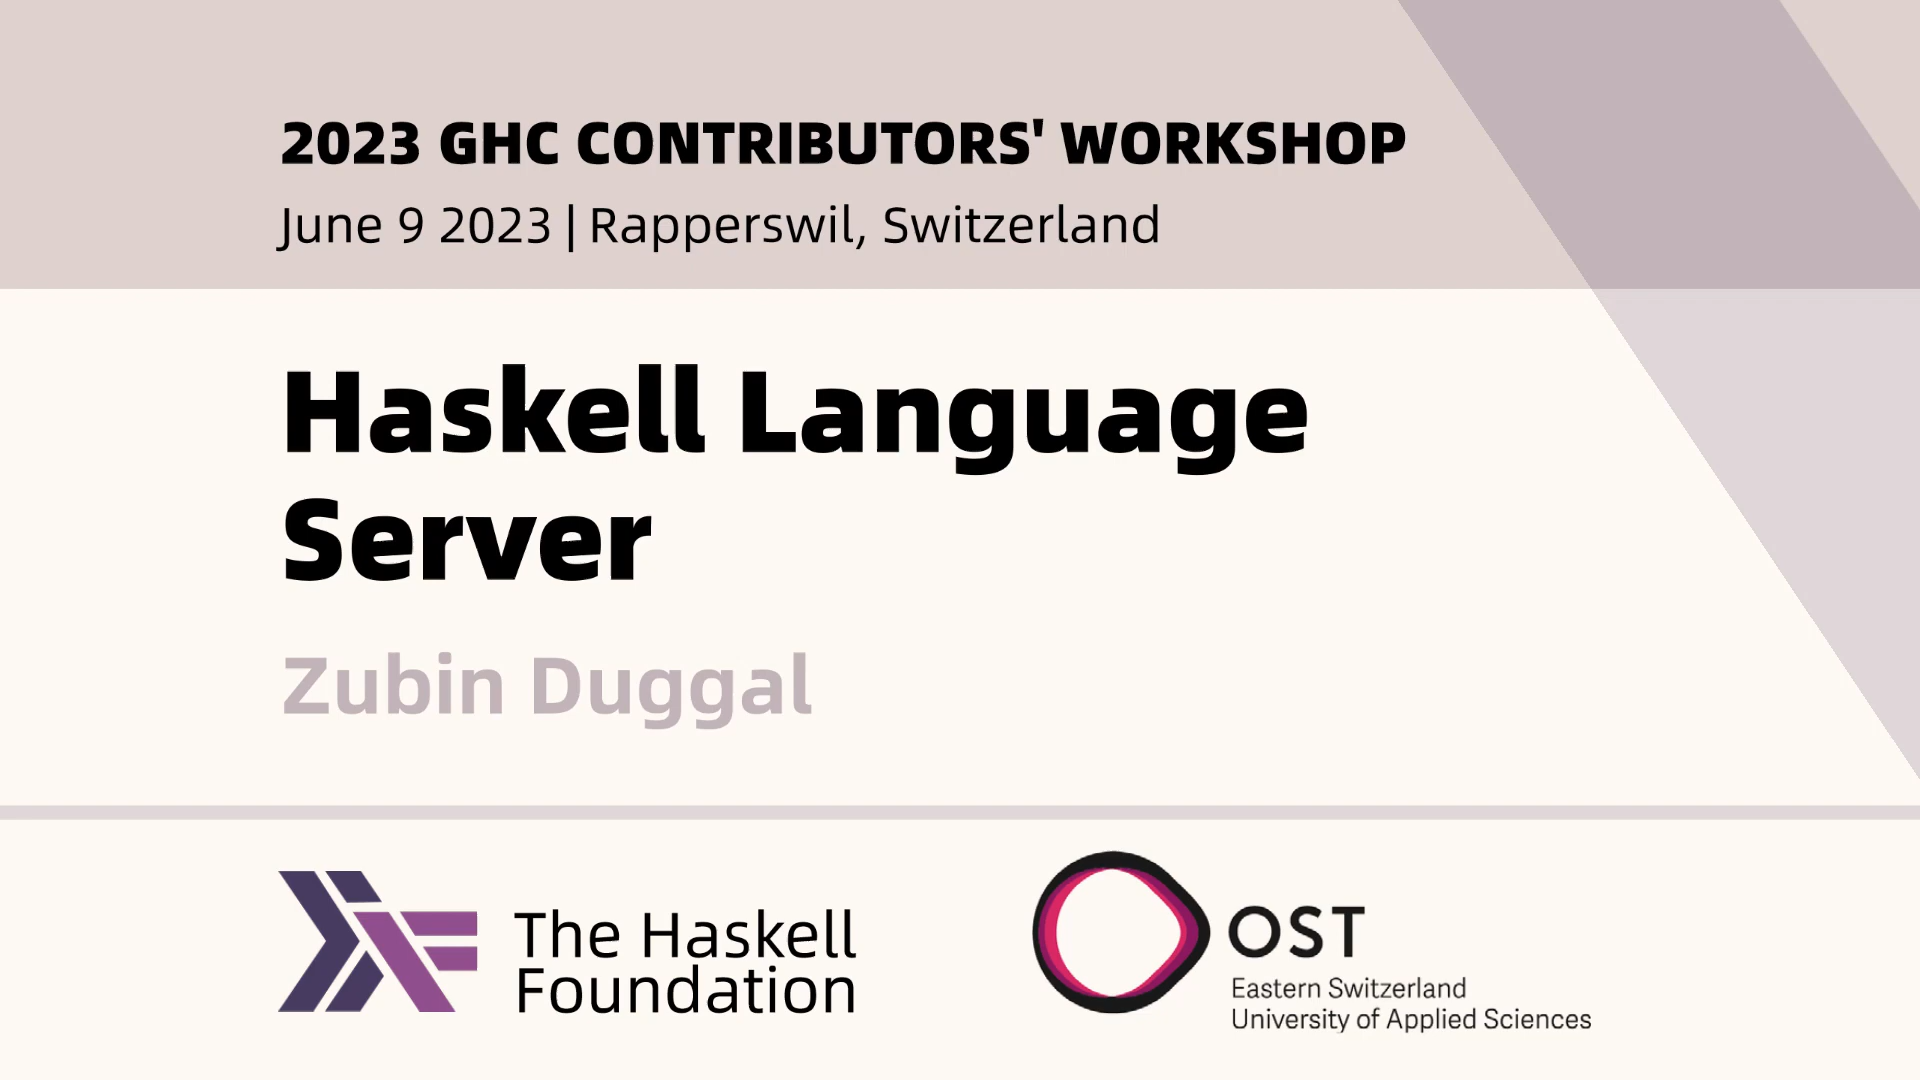 2023 GHC CONTRIBUTORS' WORKSHOP
June 9 2023 | Rapperswil, Switzerland
Haskell Language
Server
Zubin Duggal
The Haskell
Foundation
OST
Eastern Switzerland
University of Applied Sciences